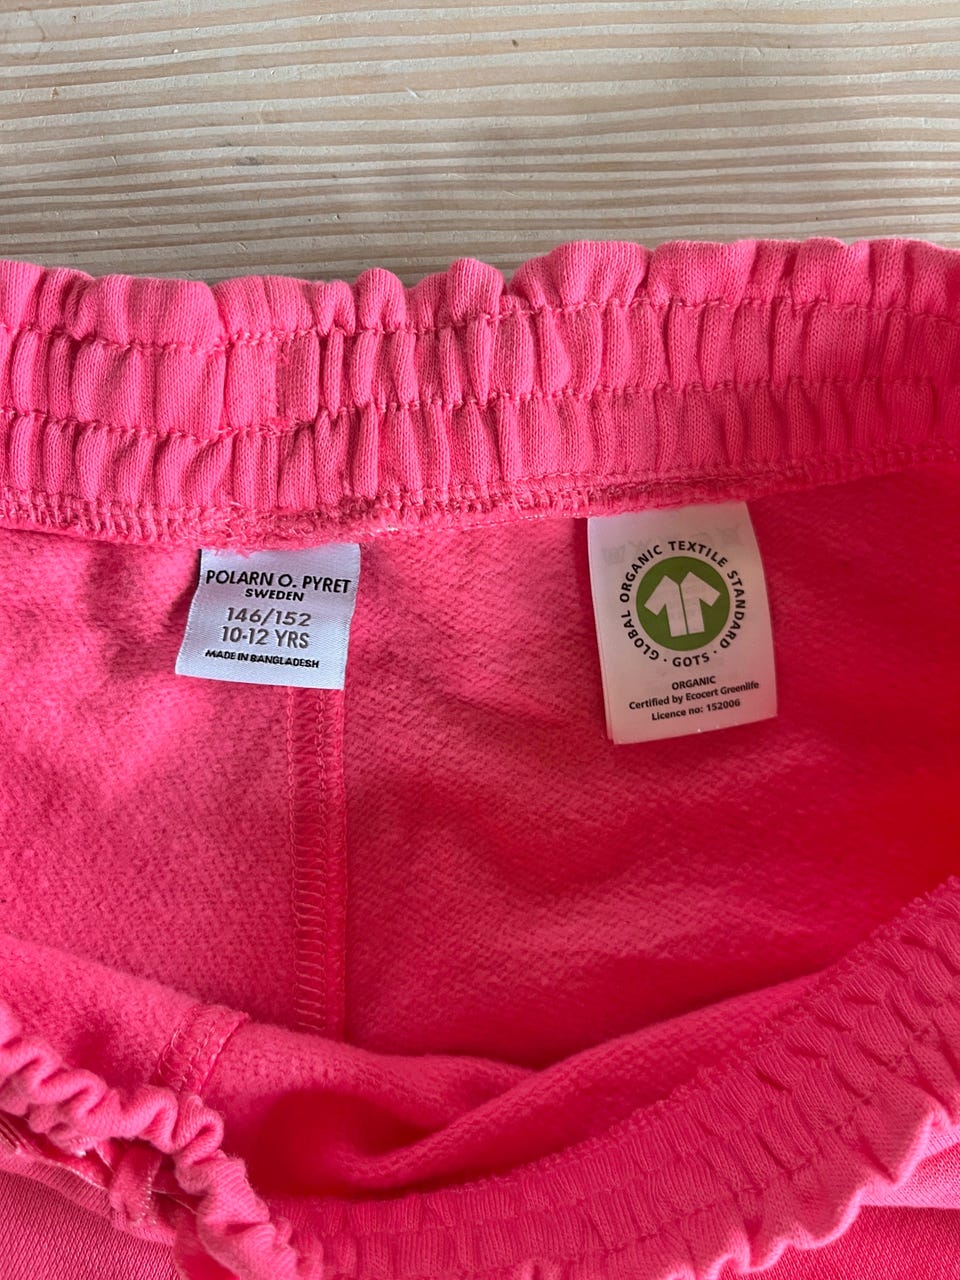 POLARN O. PYRET
SWEDEN
146/152
10-12 YRS
MADE IN BANGLADESH
GLOBAL ORGANIC TEXTILE STANDARD · GOTS ·
ORGANIC
Certified by Ecocert Greenlife
Licence no: 152006